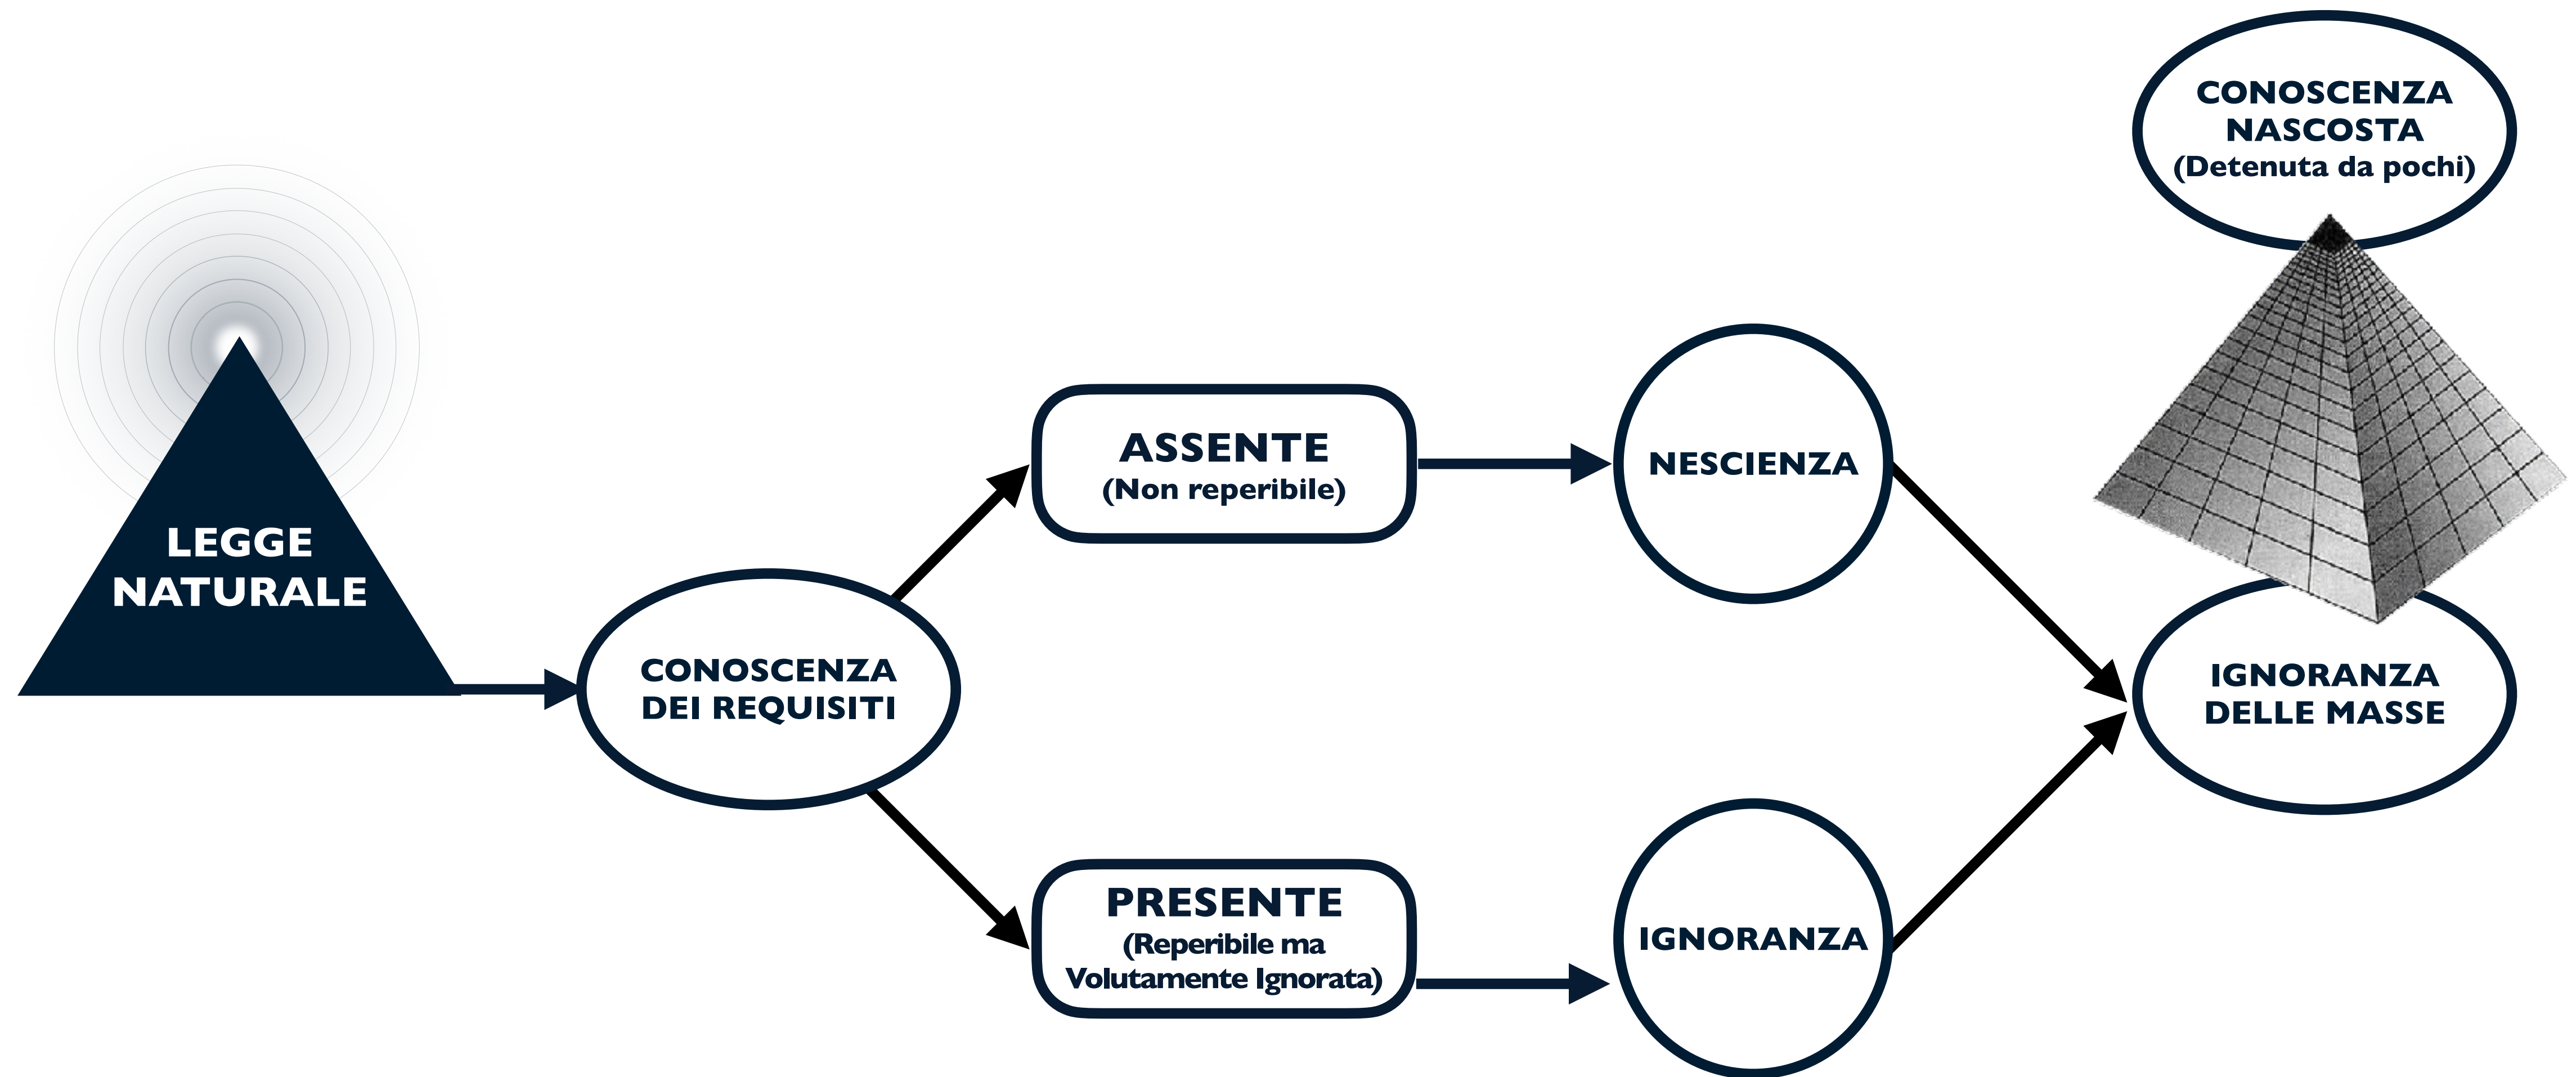 LEGGE
NATURALE
CONOSCENZA
DEI REQUISITI
ASSENTE
(Non reperibile)
PRESENTE
(Reperibile ma
Volutamente Ignorata)
NESCIENZA
IGNORANZA
CONOSCENZA
NASCOSTA
(Detenuta da pochi)
IGNORANZA
DELLE MASSE